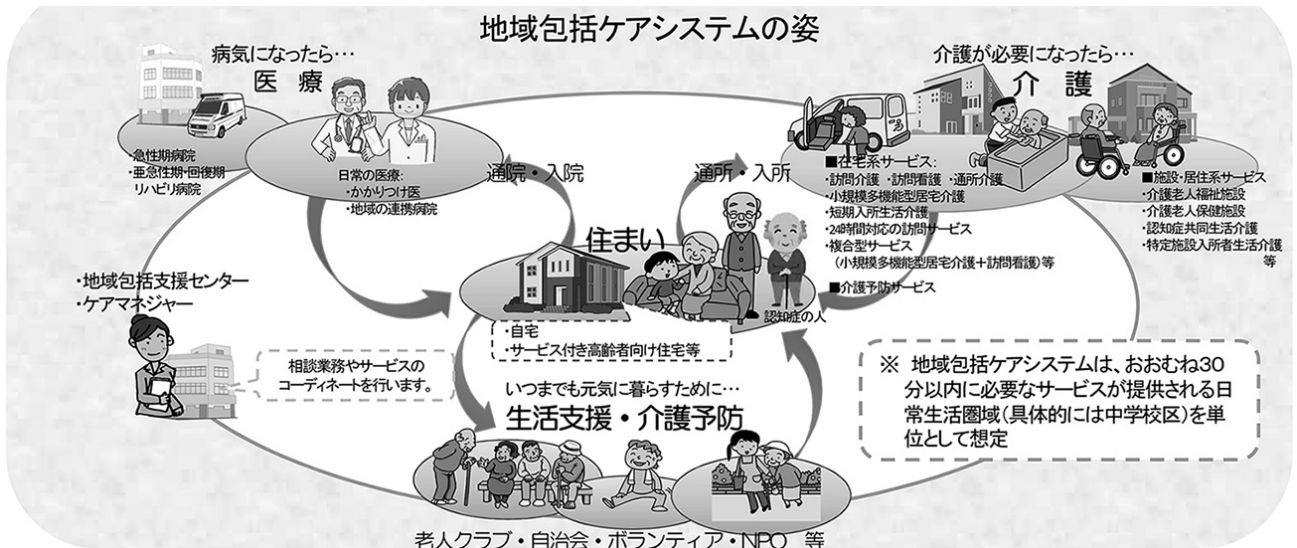 地域包括ケアシステムの姿
病気になったら…
医 療
・急性期病院
・亜急性期・回復期
リハビリ病院
日常の医療:
・かかりつけ医
・地域の連携病院
通院・入院
通所・入所
介護が必要になったら…
介 護
■在宅系サービス:
・訪問介護 ・訪問看護 ・通所介護
・小規模多機能型居宅介護
・短期入所生活介護
・24時間対応の訪問サービス
・複合型サービス
(小規模多機能型居宅介護+訪問看護)等
■介護予防サービス
■施設・居住系サービス
・介護老人福祉施設
・介護老人保健施設
・認知症共同生活介護
・特定施設入所者生活介護
等
住まい
認知症の人
・自宅
・サービス付き高齢者向け住宅等
・地域包括支援センター
・ケアマネジャー
相談業務やサービスの
コーディネートを行います。
いつまでも元気に暮らすために…
生活支援・介護予防
老人クラブ・自治会・ボランティア・NPO 等
※ 地域包括ケアシステムは、おおむね30
分以内に必要なサービスが提供される日
常生活圏域(具体的には中学校区)を単
位として想定